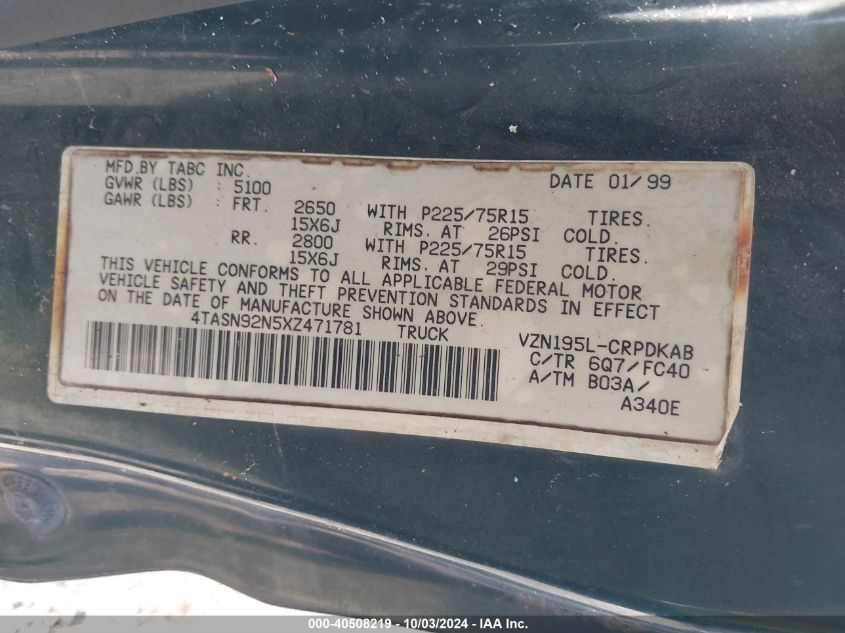 MFD.BY TABC INC. DATE 01/99
GVWR (LBS) : 5100
GAWR (LBS) : FRT. 2650 WITH P225/75R15 TIRES.
15X6J RIMS. AT 26PSI COLD.
RR. 2800 WITH P225/75R15 TIRES.
15X6J RIMS. AT 29PSI COLD.
THIS VEHICLE CONFORMS TO ALL APPLICABLE FEDERAL MOTOR
VEHICLE SAFETY AND THEFT PREVENTION STANDARDS IN EFFECT
ON THE DATE OF MANUFACTURE SHOWN ABOVE.
4TASN92N5XZ471781 TRUCK VZN195L-CRPDKAB
C/TR 6Q7/FC40
A/TM B03A/
A340E
000-40508219 - 10/03/2024 - IAA Inc.